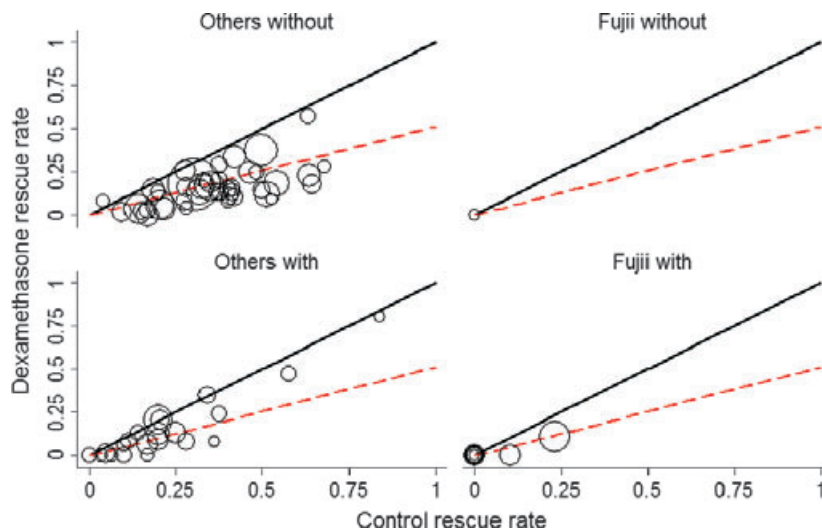 Others without
Fujii without
Dexamethasone rescue rate
1
0.75
0.5
0.25
0
Others with
Fujii with
1
0.75
0.5
0.25
0
0 0.25 0.5 0.75 1
0 0.25 0.5 0.75 1
Control rescue rate